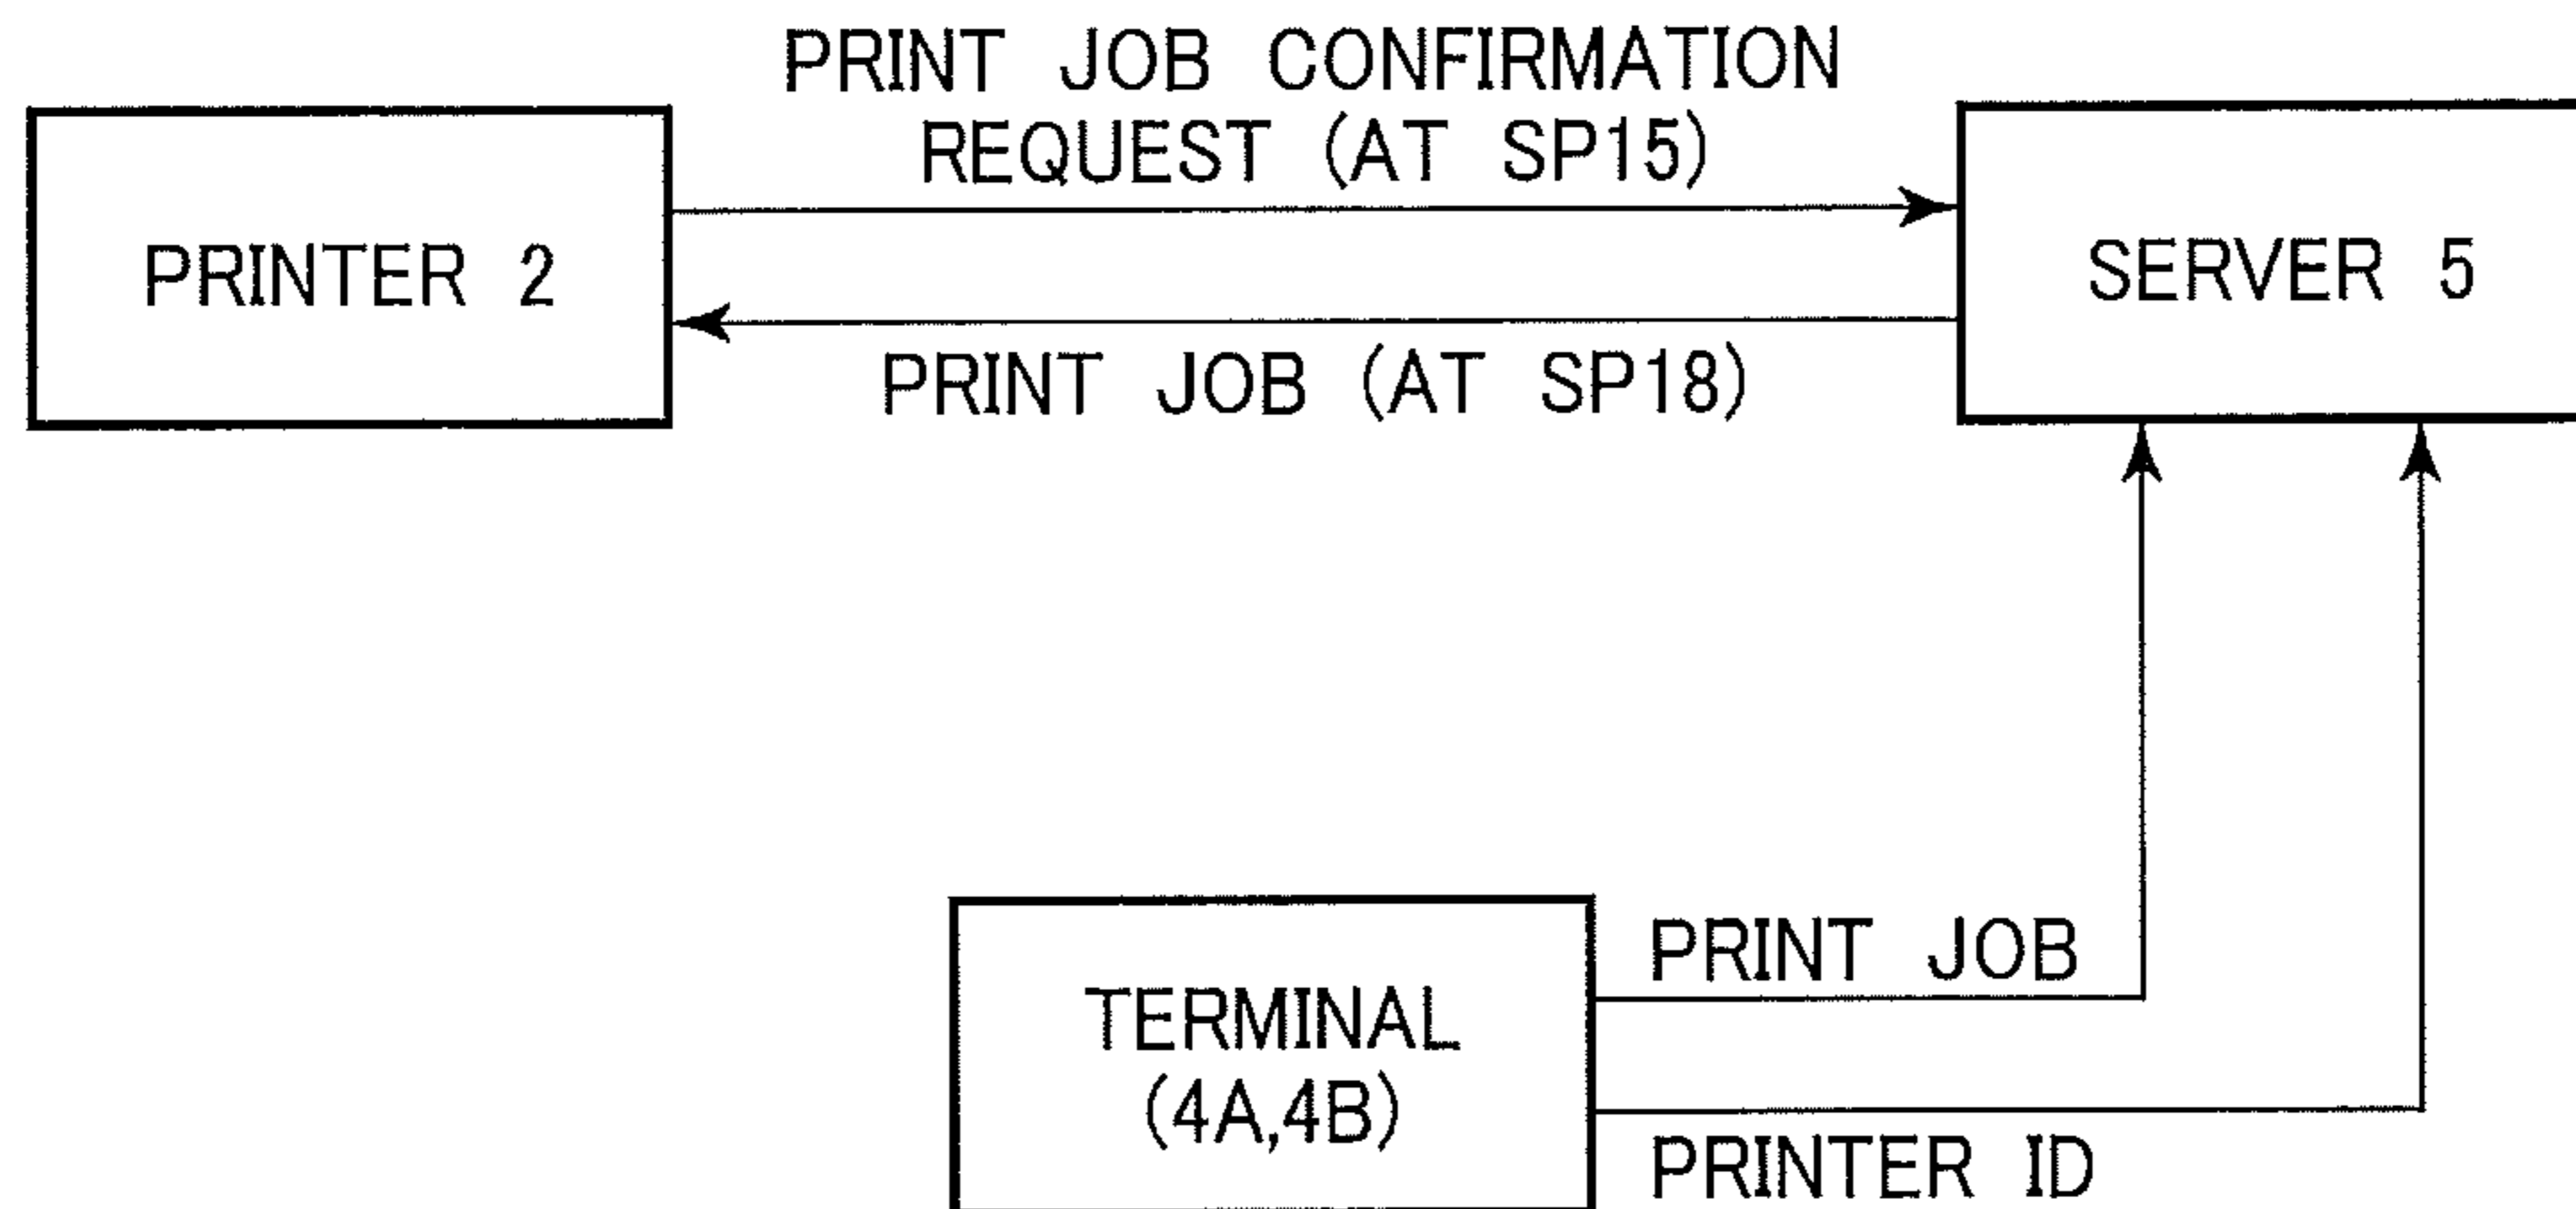 PRINT JOB CONFIRMATION
REQUEST (AT SP15)
PRINTER 2
SERVER 5
PRINT JOB (AT SP18)
PRINT JOB
TERMINAL
(4A,4B)
PRINTER ID